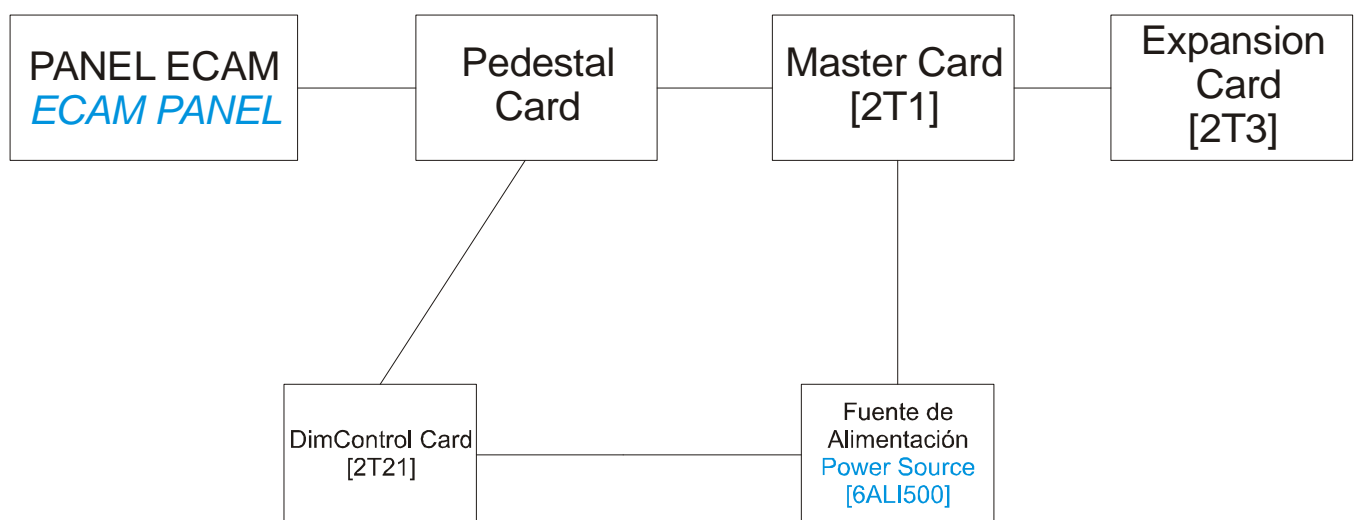 PANEL ECAM
ECAM PANEL
Pedestal
Card
Master Card
[2T1]
Expansion
Card
[2T3]
DimControl Card
[2T21]
Fuente de
Alimentación
Power Source
[6ALI500]